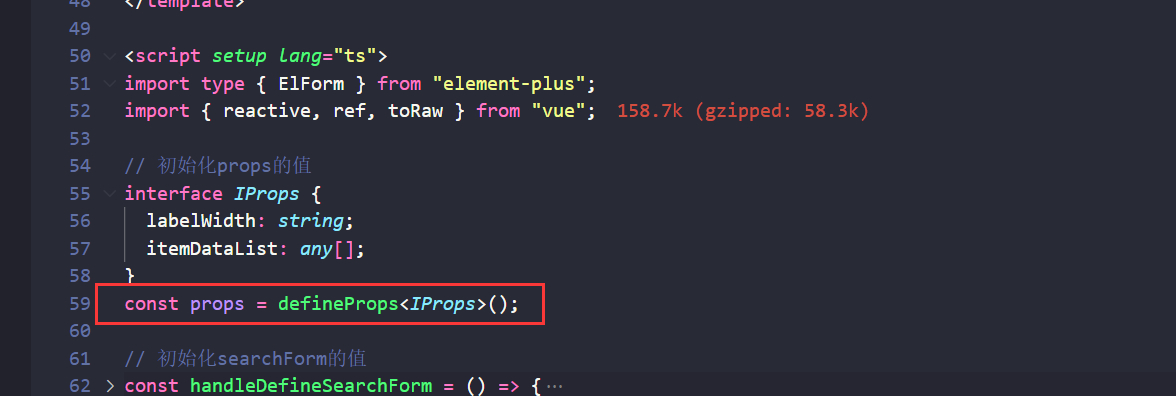 48 </template>
49
50 <script setup lang="ts">
51 import type { ElForm } from "element-plus";
52 import { reactive, ref, toRaw } from "vue"; 158.7k (gzipped: 58.3k)
53
54 // 初始化props的值
55 interface IProps {
56 labelWidth: string;
57 itemDataList: any[];
58 }
59 const props = defineProps<IProps>();
60
61 // 初始化searchForm的值
62 const handleDefineSearchForm = () => {⋯